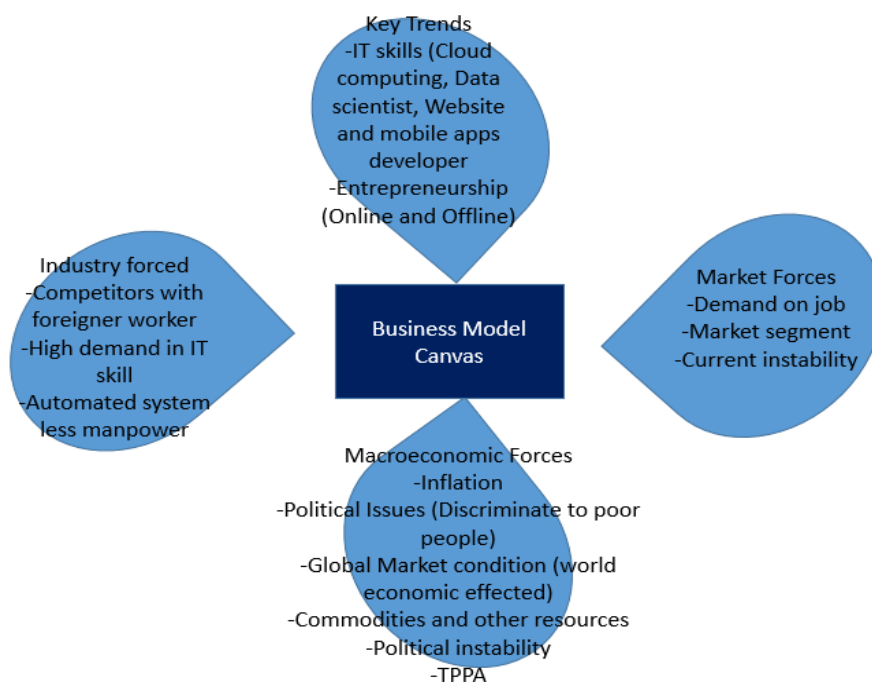 Key Trends
-IT skills (Cloud
computing, Data
scientist, Website
and mobile apps
developer
-Entrepreneurship
(Online and Offline)
Industry forced
-Competitors with
foreigner worker
-High demand in IT
skill
-Automated system
less manpower
Business Model
Canvas
Market Forces
-Demand on job
-Market segment
-Current instability
Macroeconomic Forces
-Inflation
-Political Issues (Discriminate to poor
people)
-Global Market condition (world
economic effected)
-Commodities and other resources
-Political instability
-TPPA